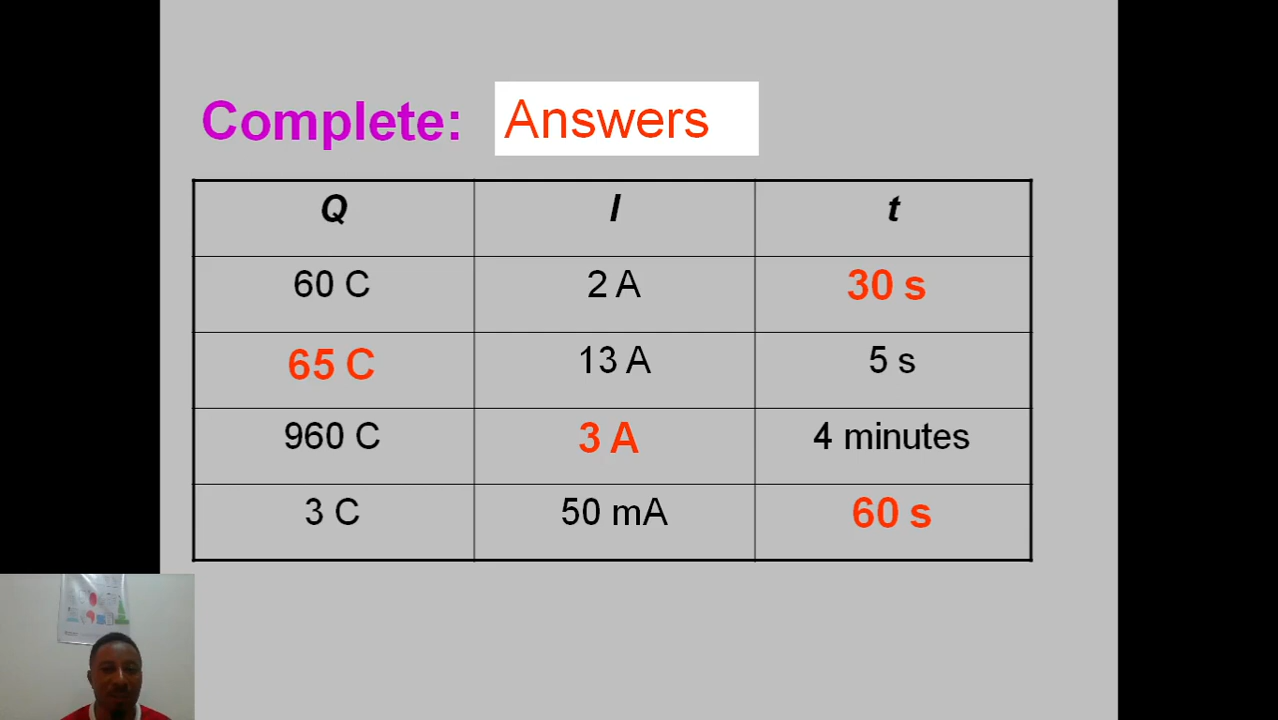 Complete: Answers
Q I t
60 C 2 A 30 s
65 C 13 A 5 s
960 C 3 A 4 minutes
3 C 50 mA 60 s